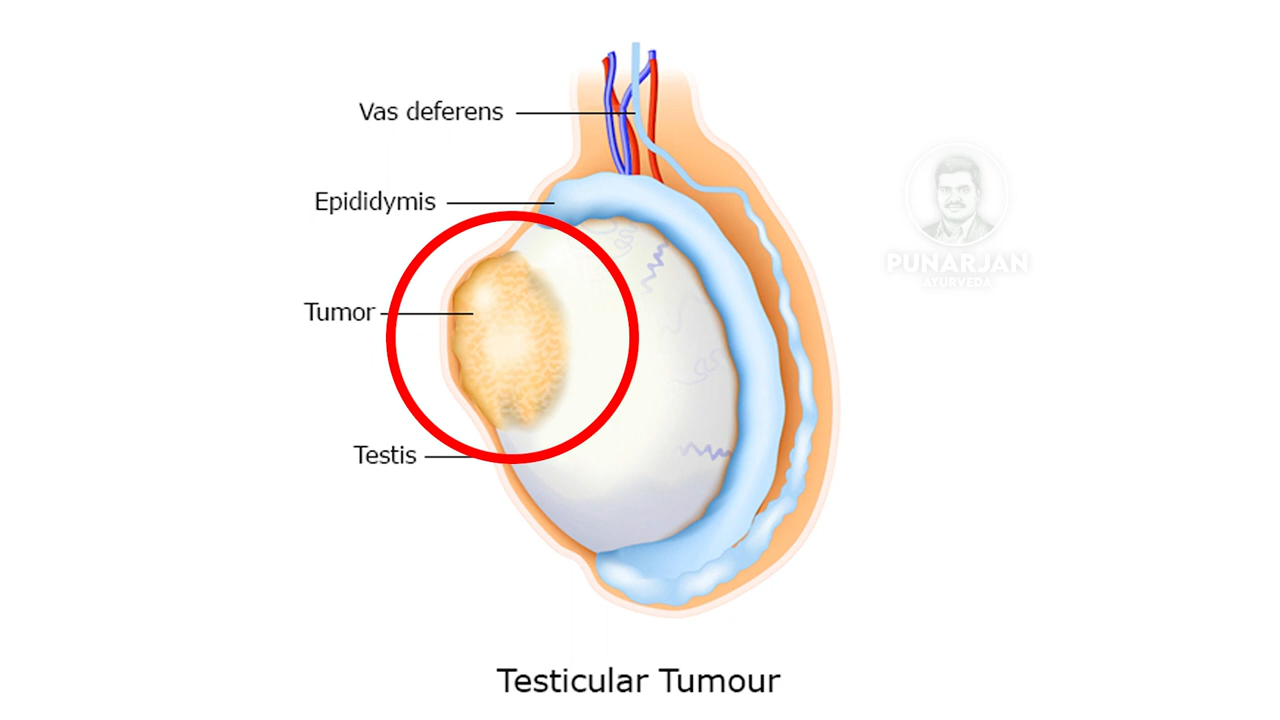 Vas deferens
Epididymis
Tumor
Testis
PUNARJAN
AYURVEDA
Testicular Tumour